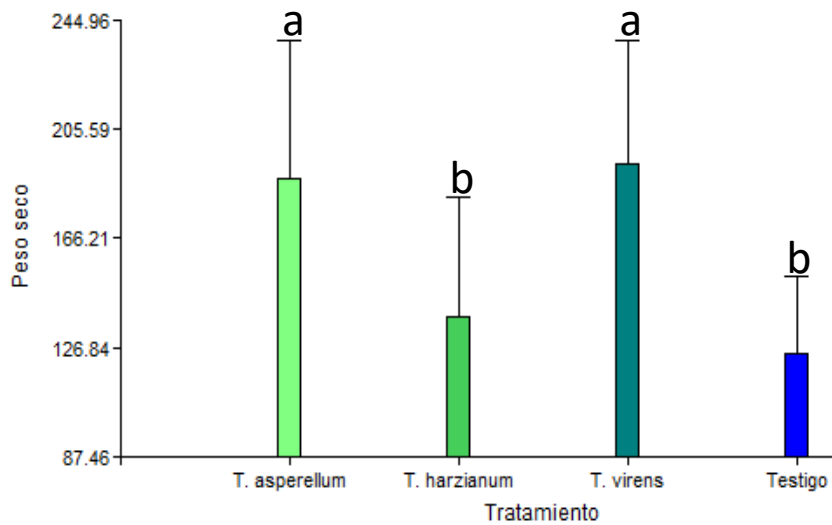 244.96
205.59
166.21
126.84
87.46
Peso seco
a
b
a
b
T. asperellum
T. harzianum
T. virens
Testigo
Tratamiento